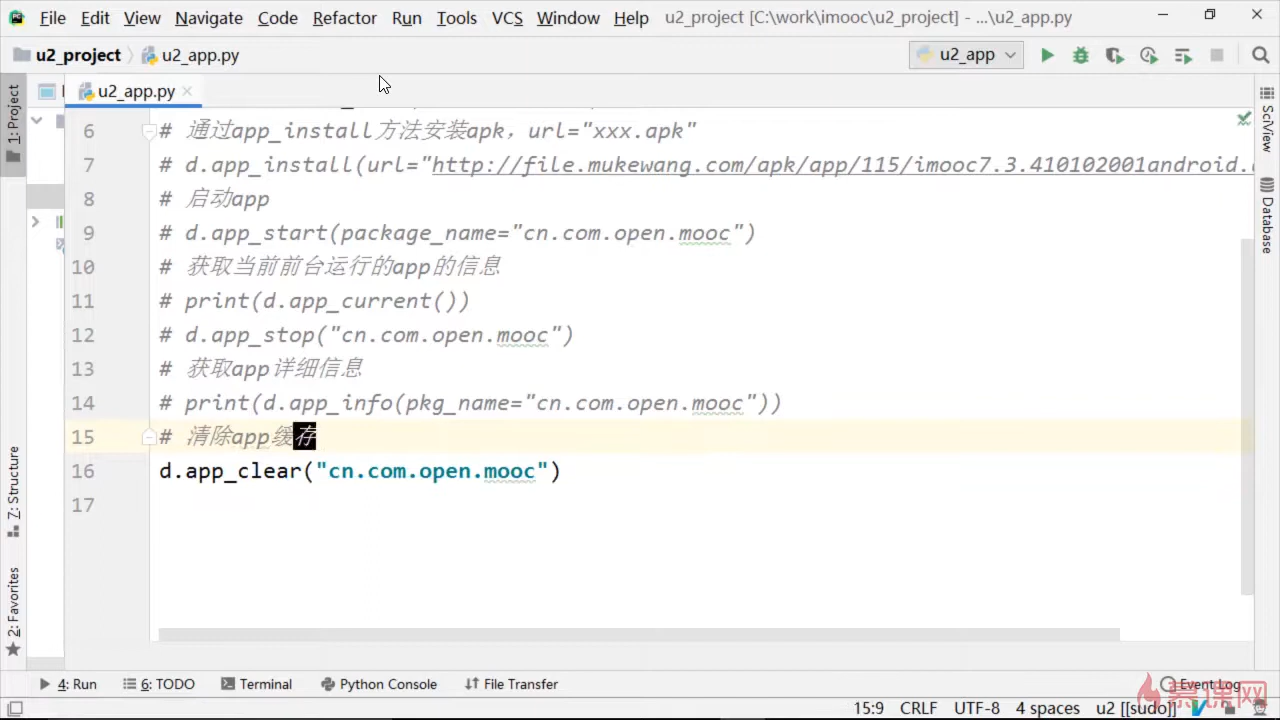 File Edit View Navigate Code Refactor Run Tools VCS Window Help u2_project [C:\work\imooc\u2_project] - ...\u2_app.py
u2_project u2_app.py u2_app
1: Project
u2_app.py
6 # 通过app_install方法安装apk，url="xxx.apk"
7 # d.app_install(url="http://file.mukewang.com/apk/app/115/imooc7.3.410102001android.
8 # 启动app
9 # d.app_start(package_name="cn.com.open.mooc")
10 # 获取当前前台运行的app的信息
11 # print(d.app_current())
12 # d.app_stop("cn.com.open.mooc")
13 # 获取app详细信息
14 # print(d.app_info(pkg_name="cn.com.open.mooc"))
15 # 清除app缓存
16 d.app_clear("cn.com.open.mooc")
17
SciView
Database
7: Structure
2: Favorites
4: Run 6: TODO Terminal Python Console File Transfer Event Log
15:9 CRLF UTF-8 4 spaces u2 [[sudo]]
慕课网